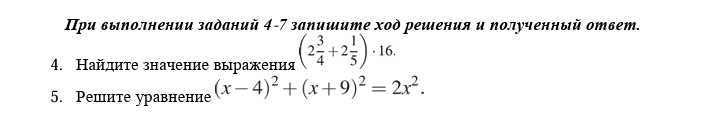 При выполнении заданий 4-7 запишите ход решения и полученный ответ.
4. Найдите значение выражения (2 3/4 + 2 1/5) · 16.
5. Решите уравнение (x − 4)² + (x + 9)² = 2x².